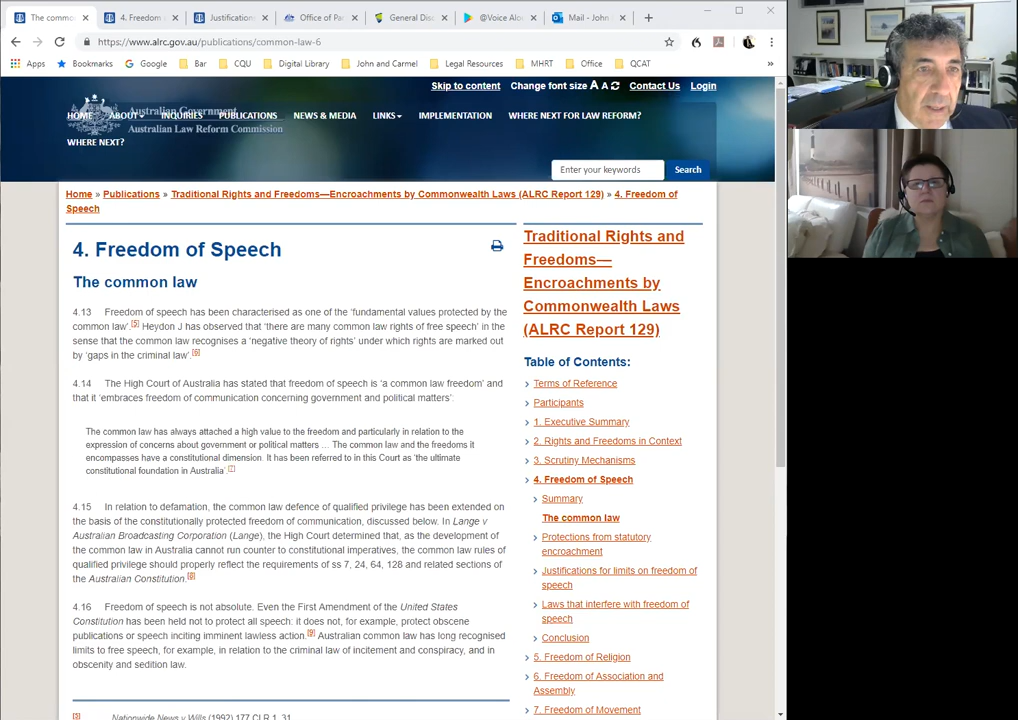 The commo
4. Freedom
Justification
Office of Pa
General Dis
@Voice Alo
Mail - John
https://www.alrc.gov.au/publications/common-law-6
Apps
Bookmarks
Google
Bar
CQU
Digital Library
John and Carmel
Legal Resources
MHRT
Office
QCAT
»
Skip to content
Change font size A A
Contact Us
Login
Australian Government
Australian Law Reform Commission
HOME
ABOUT
INQUIRIES
PUBLICATIONS
NEWS & MEDIA
LINKS
IMPLEMENTATION
WHERE NEXT FOR LAW REFORM?
WHERE NEXT?
Enter your keywords
Search
Home » Publications » Traditional Rights and Freedoms—Encroachments by Commonwealth Laws (ALRC Report 129) » 4. Freedom of
Speech
4. Freedom of Speech
The common law
4.13 Freedom of speech has been characterised as one of the ‘fundamental values protected by the
common law’.[5] Heydon J has observed that ‘there are many common law rights of free speech’ in the
sense that the common law recognises a ‘negative theory of rights’ under which rights are marked out
by ‘gaps in the criminal law’.[6]
4.14 The High Court of Australia has stated that freedom of speech is ‘a common law freedom’ and
that it ‘embraces freedom of communication concerning government and political matters’:
The common law has always attached a high value to the freedom and particularly in relation to the
expression of concerns about government or political matters ... The common law and the freedoms it
encompasses have a constitutional dimension. It has been referred to in this Court as ‘the ultimate
constitutional foundation in Australia’.[7]
4.15 In relation to defamation, the common law defence of qualified privilege has been extended on
the basis of the constitutionally protected freedom of communication, discussed below. In Lange v
Australian Broadcasting Corporation (Lange), the High Court determined that, as the development of
the common law in Australia cannot run counter to constitutional imperatives, the common law rules of
qualified privilege should properly reflect the requirements of ss 7, 24, 64, 128 and related sections of
the Australian Constitution.[8]
4.16 Freedom of speech is not absolute. Even the First Amendment of the United States
Constitution has been held not to protect all speech: it does not, for example, protect obscene
publications or speech inciting imminent lawless action.[9] Australian common law has long recognised
limits to free speech, for example, in relation to the criminal law of incitement and conspiracy, and in
obscenity and sedition law.
[5] Nationwide News v Wills (1992) 177 CLR 1, 31.
Traditional Rights and
Freedoms—
Encroachments by
Commonwealth Laws
(ALRC Report 129)
Table of Contents:
Terms of Reference
Participants
1. Executive Summary
2. Rights and Freedoms in Context
3. Scrutiny Mechanisms
4. Freedom of Speech
Summary
The common law
Protections from statutory
encroachment
Justifications for limits on freedom of
speech
Laws that interfere with freedom of
speech
Conclusion
5. Freedom of Religion
6. Freedom of Association and
Assembly
7. Freedom of Movement